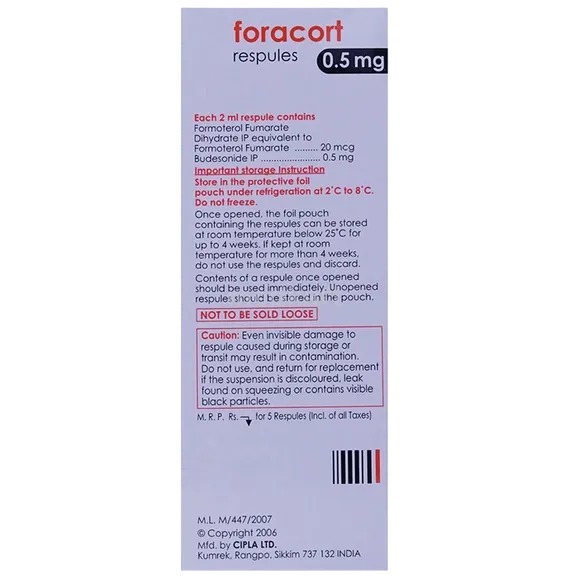 foracort
respules
0.5 mg
Each 2 ml respule contains
Formoterol Fumarate
Dihydrate IP equivalent to
Formoterol Fumarate ......... 20 mcg
Budesonide IP ....................... 0.5 mg
Important storage Instruction
Store in the protective foil
pouch under refrigeration at 2˚C to 8˚C.
Do not freeze.
Once opened, the foil pouch
containing the respules can be stored
at room temperature below 25˚C for
up to 4 weeks. If kept at room
temperature for more than 4 weeks,
do not use the respules and discard.
Contents of a respule once opened
should be used immediately. Unopened
respules should be stored in the pouch.
NOT TO BE SOLD LOOSE
Caution: Even invisible damage to
respule caused during storage or
transit may result in contamination.
Do not use, and return for replacement
if the suspension is discoloured, leak
found on squeezing or contains visible
black particles.
M. R. P. Rs. for 5 Respules (Incl. of all Taxes)
M.L. M/447/2007
© Copyright 2006
Mfd. by CIPLA LTD.
Kumrek, Rangpo, Sikkim 737 132 INDIA